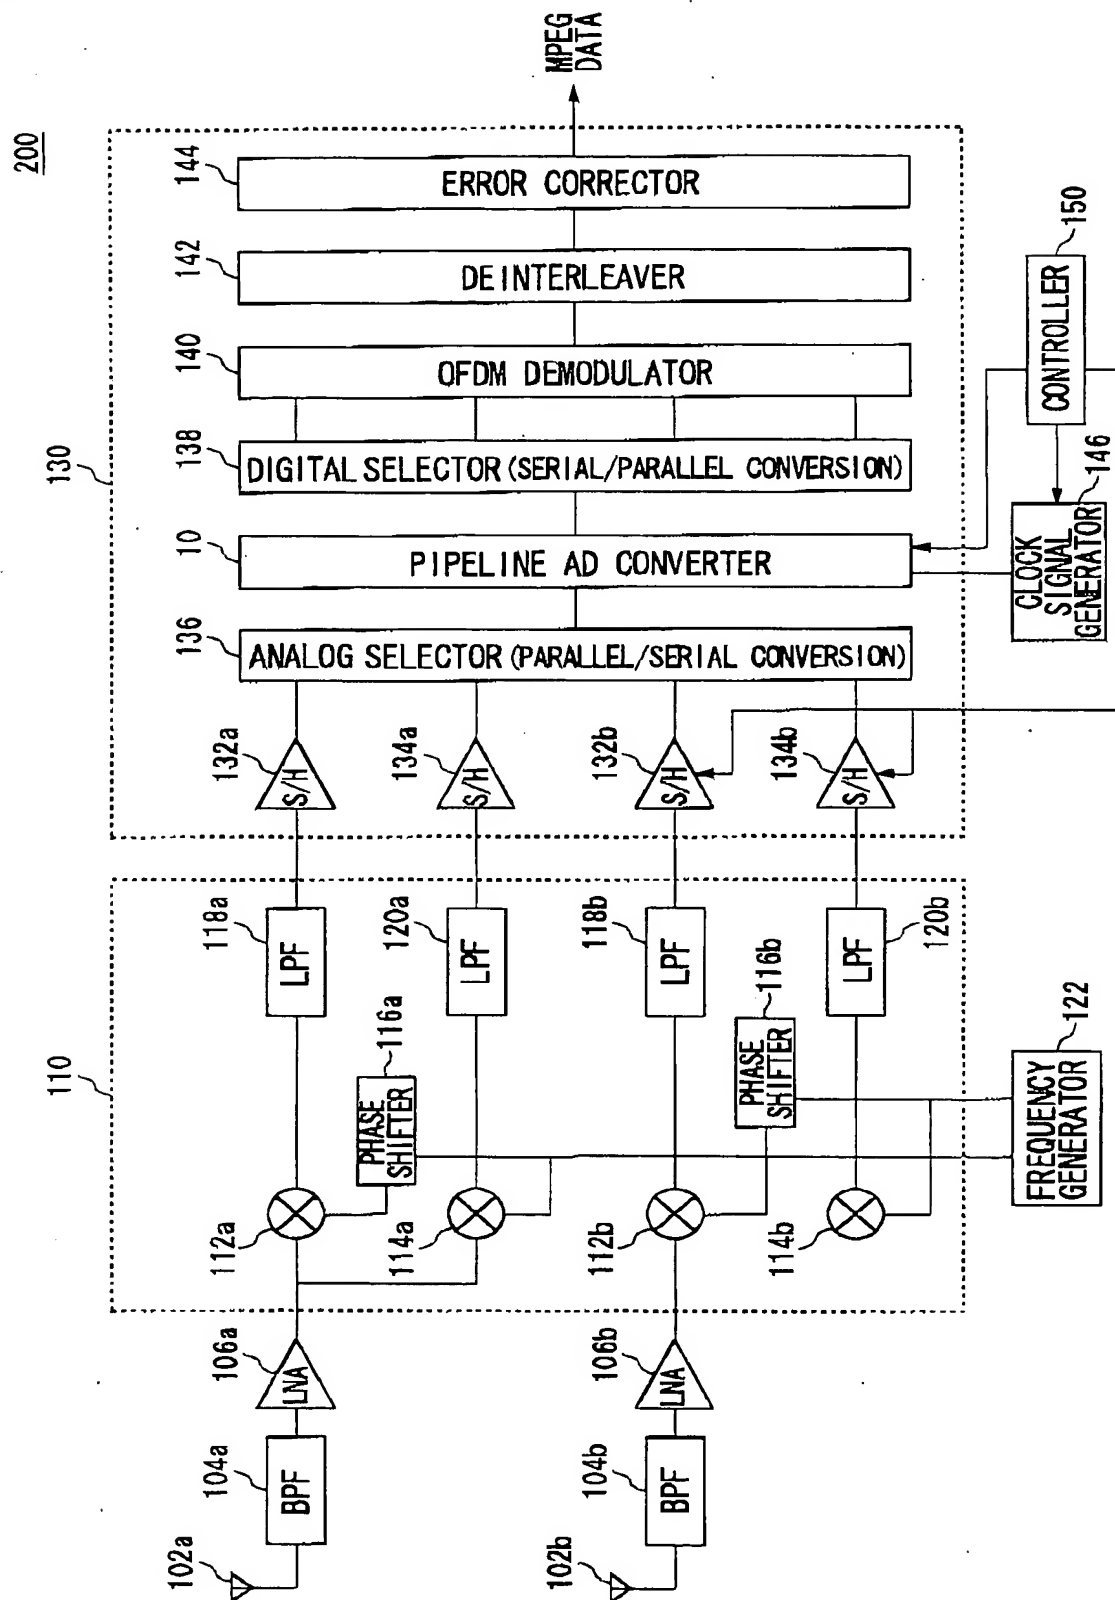 200
110
130
102a
104a
BPF
106a
LNA
112a
114a
116a
PHASE
SHIFTER
118a
LPF
120a
LPF
132a
S/H
134a
S/H
102b
104b
BPF
106b
LNA
112b
114b
116b
PHASE
SHIFTER
118b
LPF
120b
LPF
132b
S/H
134b
S/H
136
ANALOG SELECTOR (PARALLEL/SERIAL CONVERSION)
10
PIPELINE AD CONVERTER
138
DIGITAL SELECTOR (SERIAL/PARALLEL CONVERSION)
140
OFDM DEMODULATOR
142
DEINTERLEAVER
144
ERROR CORRECTOR
MPEG
DATA
122
FREQUENCY
GENERATOR
146
CLOCK
SIGNAL
GENERATOR
150
CONTROLLER